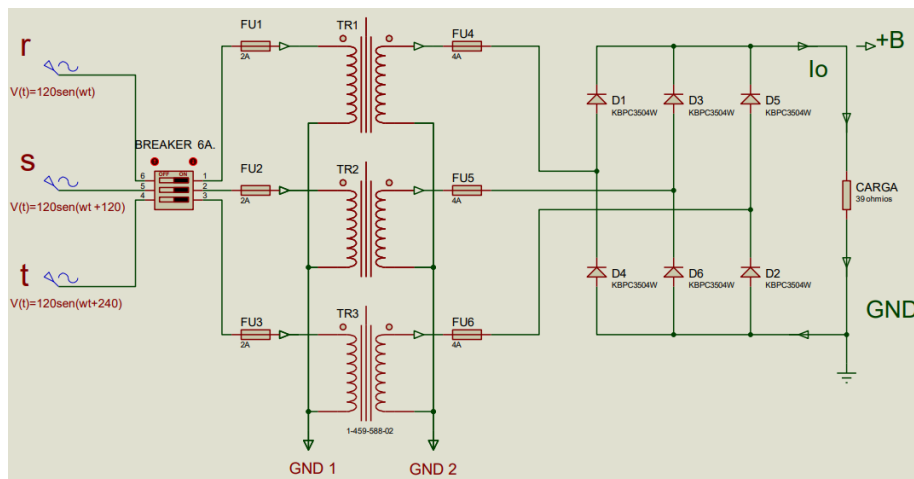 r
V(t)=120sen(wt)
s
V(t)=120sen(wt +120)
t
V(t)=120sen(wt+240)
BREAKER 6A.
OFF ON
6 1
5 2
4 3
FU1
2A
FU2
2A
FU3
2A
TR1
TR2
TR3
1-459-588-02
GND 1
GND 2
FU4
4A
FU5
4A
FU6
4A
D1
KBPC3504W
D3
KBPC3504W
D5
KBPC3504W
D4
KBPC3504W
D6
KBPC3504W
D2
KBPC3504W
Io
+B
CARGA
39 ohmios
GND